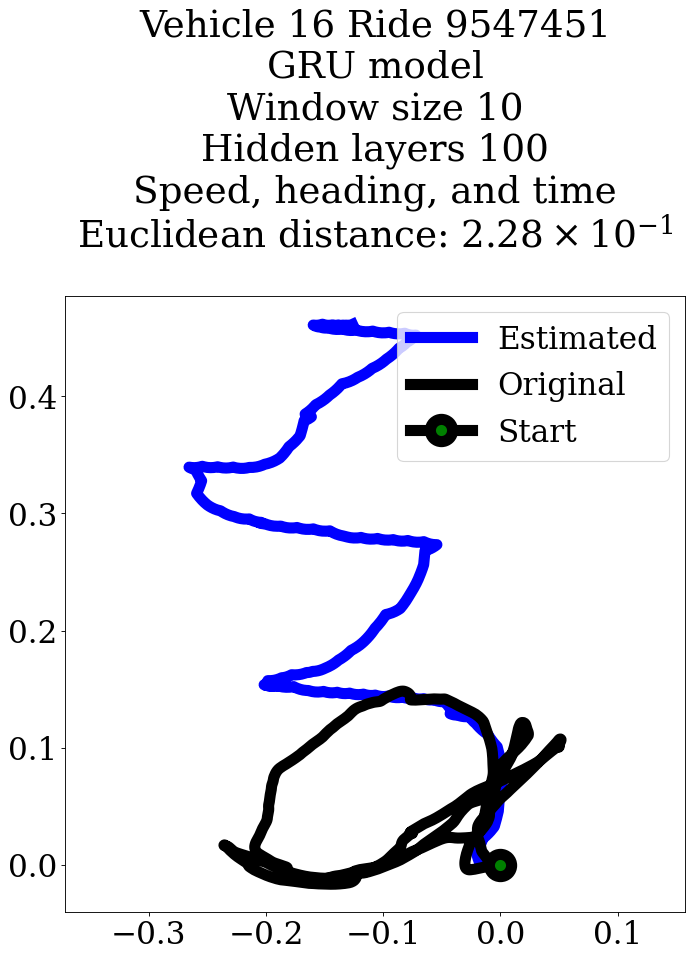 Vehicle 16 Ride 9547451
GRU model
Window size 10
Hidden layers 100
Speed, heading, and time
Euclidean distance: 2.28 × 10⁻¹
Estimated
Original
Start
0.4
0.3
0.2
0.1
0.0
−0.3 −0.2 −0.1 0.0 0.1